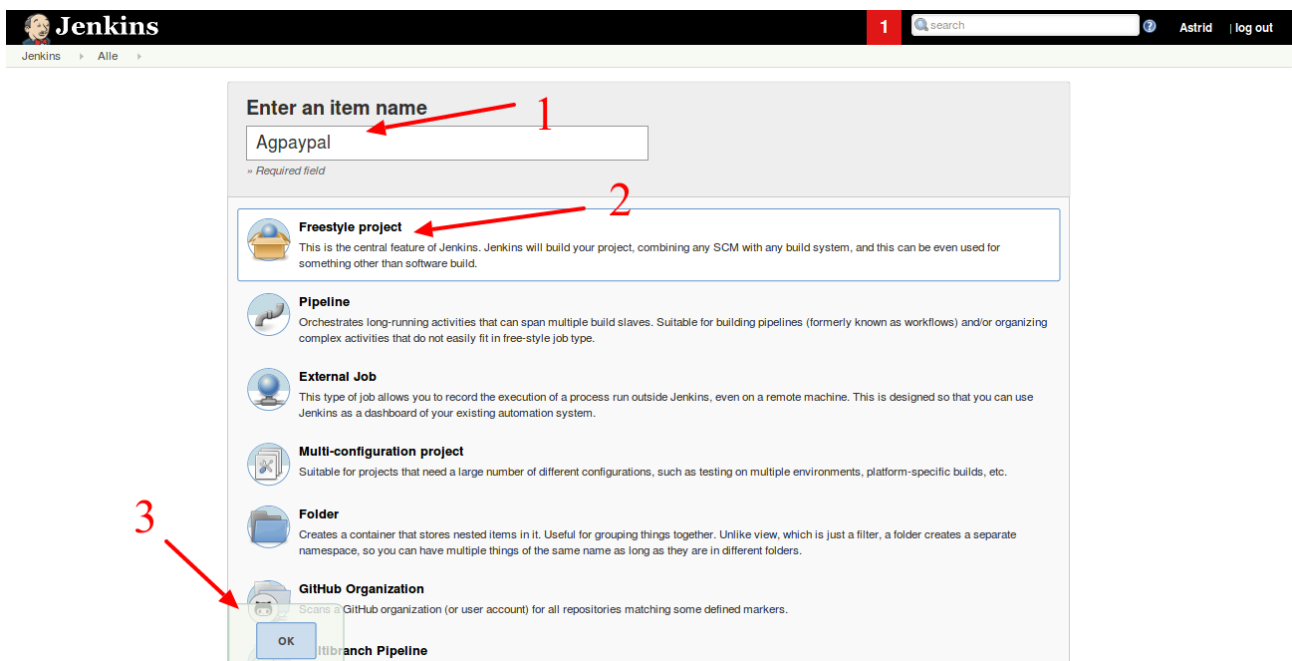 Jenkins
1
search
Astrid | log out
Jenkins Alle
Enter an item name
1
Agpaypal
» Required field
2
Freestyle project
This is the central feature of Jenkins. Jenkins will build your project, combining any SCM with any build system, and this can be even used for
something other than software build.
Pipeline
Orchestrates long-running activities that can span multiple build slaves. Suitable for building pipelines (formerly known as workflows) and/or organizing
complex activities that do not easily fit in free-style job type.
External Job
This type of job allows you to record the execution of a process run outside Jenkins, even on a remote machine. This is designed so that you can use
Jenkins as a dashboard of your existing automation system.
Multi-configuration project
Suitable for projects that need a large number of different configurations, such as testing on multiple environments, platform-specific builds, etc.
3
Folder
Creates a container that stores nested items in it. Useful for grouping things together. Unlike view, which is just a filter, a folder creates a separate
namespace, so you can have multiple things of the same name as long as they are in different folders.
GitHub Organization
Scans a GitHub organization (or user account) for all repositories matching some defined markers.
OK
Multibranch Pipeline